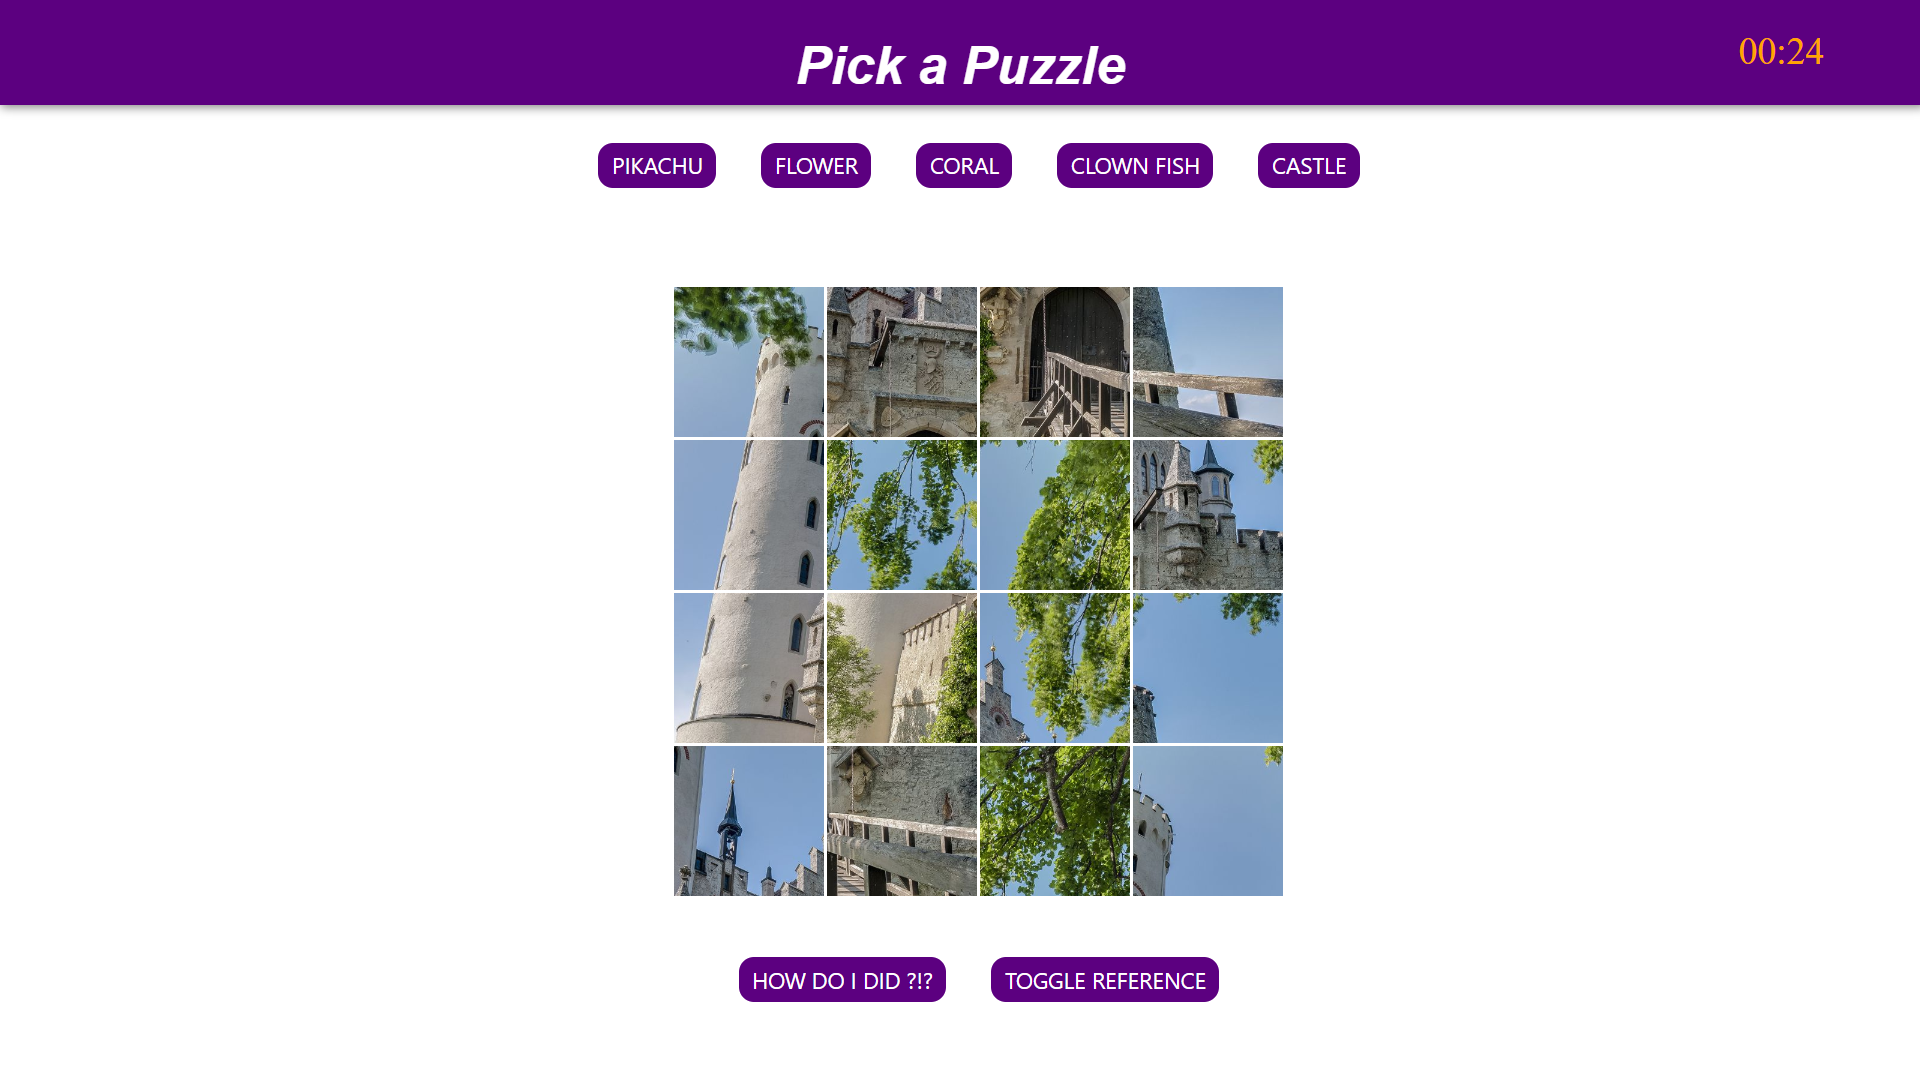 Pick a Puzzle
00:24
PIKACHU FLOWER CORAL CLOWN FISH CASTLE
HOW DO I DID ?!? TOGGLE REFERENCE